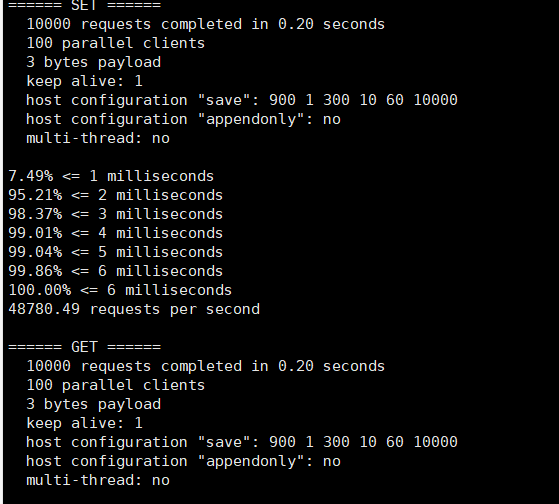 ====== SET ======
10000 requests completed in 0.20 seconds
100 parallel clients
3 bytes payload
keep alive: 1
host configuration "save": 900 1 300 10 60 10000
host configuration "appendonly": no
multi-thread: no
7.49% <= 1 milliseconds
95.21% <= 2 milliseconds
98.37% <= 3 milliseconds
99.01% <= 4 milliseconds
99.04% <= 5 milliseconds
99.86% <= 6 milliseconds
100.00% <= 6 milliseconds
48780.49 requests per second
====== GET ======
10000 requests completed in 0.20 seconds
100 parallel clients
3 bytes payload
keep alive: 1
host configuration "save": 900 1 300 10 60 10000
host configuration "appendonly": no
multi-thread: no